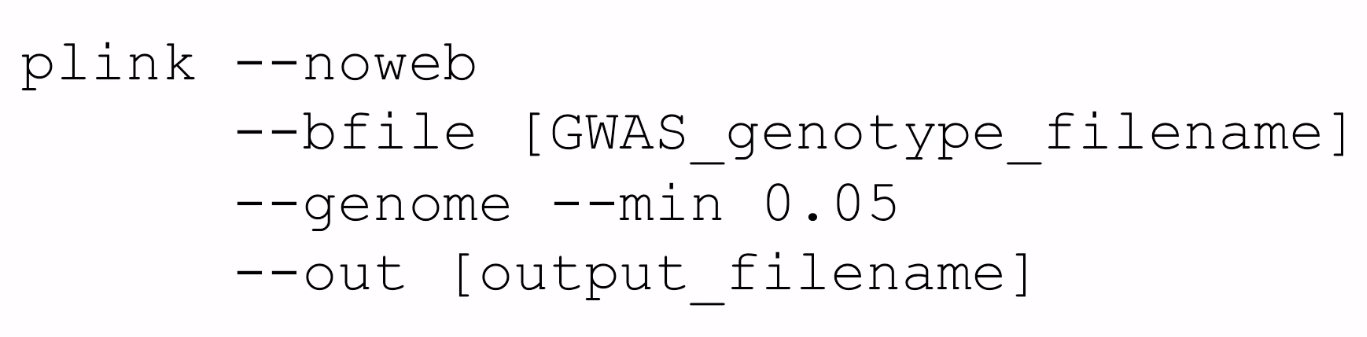 plink --noweb
--bfile [GWAS_genotype_filename]
--genome --min 0.05
--out [output_filename]